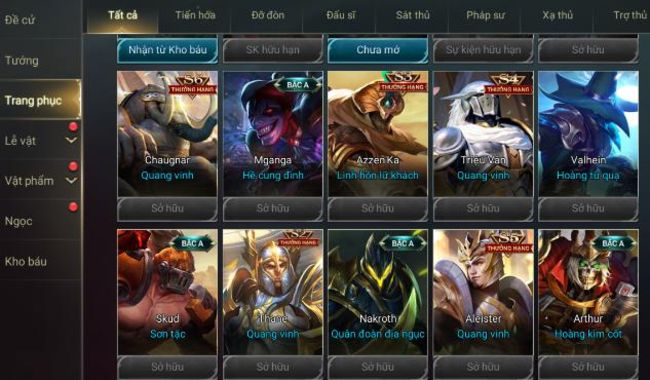 Đề cử
Tướng
Trang phục
Lễ vật
Vật phẩm
Ngọc
Kho báu
Tất cả
Tiến hóa
Đỡ đòn
Đấu sĩ
Sát thủ
Pháp sư
Xạ thủ
Trợ thủ
Nhận từ Kho báu
SK hữu hạn
Chưa mở
Sự kiện hữu hạn
Sở hữu
S6
THƯỞNG HẠNG
Chaugnar
Quang vinh
Sở hữu
BẬC A
Mganga
Hề cung đình
Sở hữu
S3
THƯỞNG HẠNG
Azzen'Ka
Linh hồn lữ khách
Sở hữu
S4
THƯỞNG HẠNG
Triệu Vân
Quang vinh
Sở hữu
Valhein
Hoàng tử quạ
Sở hữu
BẬC A
Skud
Sơn tặc
Sở hữu
S2
THƯỞNG HẠNG
Thane
Quang vinh
Sở hữu
BẬC A
Nakroth
Quân đoàn địa ngục
Sở hữu
S5
THƯỞNG HẠNG
Aleister
Quang vinh
Sở hữu
BẬC A
Arthur
Hoàng kim cốt
Sở hữu